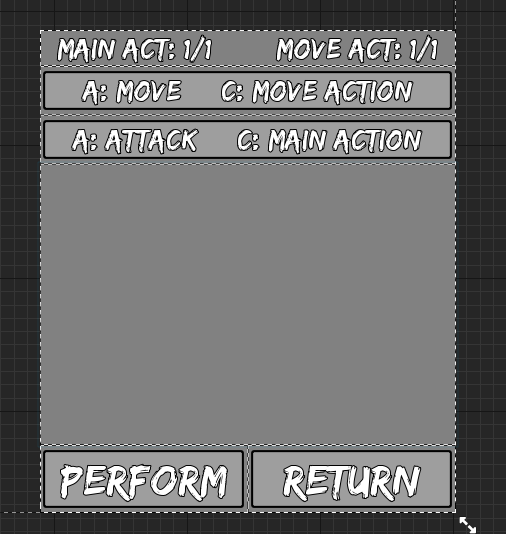 MAIN ACT: 1/1 MOVE ACT: 1/1
A: MOVE C: MOVE ACTION
A: ATTACK C: MAIN ACTION
PERFORM RETURN